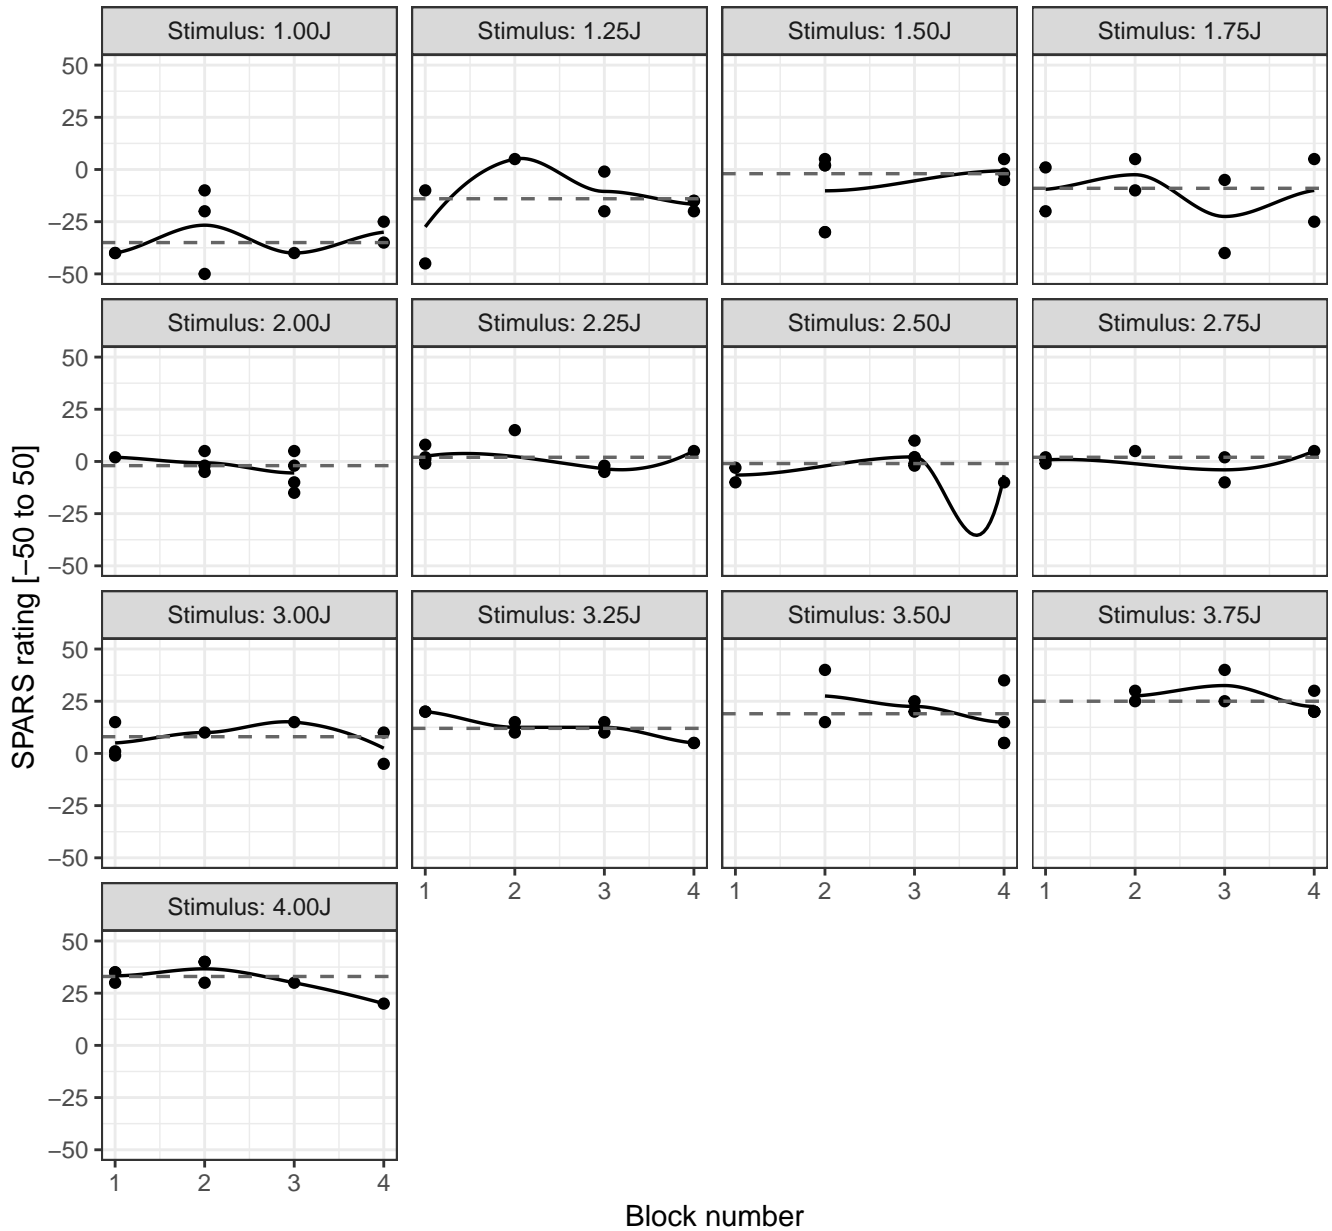 Stimulus: 1.00J Stimulus: 1.25J Stimulus: 1.50J Stimulus: 1.75J
50
25
0
−25
−50
Stimulus: 2.00J Stimulus: 2.25J Stimulus: 2.50J Stimulus: 2.75J
50
25
0
−25
−50
Stimulus: 3.00J Stimulus: 3.25J Stimulus: 3.50J Stimulus: 3.75J
50
25
0
−25
−50
1 2 3 4 1 2 3 4 1 2 3 4
Stimulus: 4.00J
50
25
0
−25
−50
1 2 3 4
SPARS rating [−50 to 50]
Block number